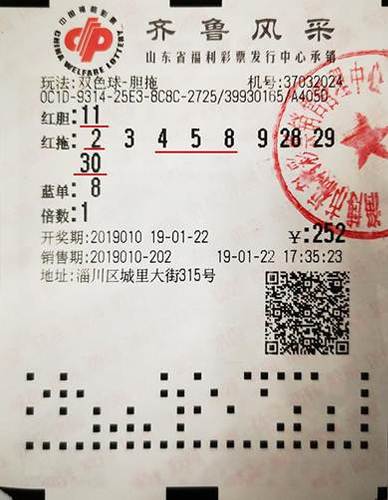 中国福利彩票
CHINA WELFARE LOTTERY
齐鲁风采
山东省福利彩票发行中心承销
玩法:双色球-胆拖 机号:37032024
0C1D-9314-25E3-8C8C-2725/39930165/A405D
红胆:11
红拖:2 3 4 5 8 9 28 29
30
蓝单:8
倍数:1
开奖期:2019010 19-01-22 ¥:252
销售期:2019010-202 19-01-22 17:35:23
地址:淄川区城里大街315号